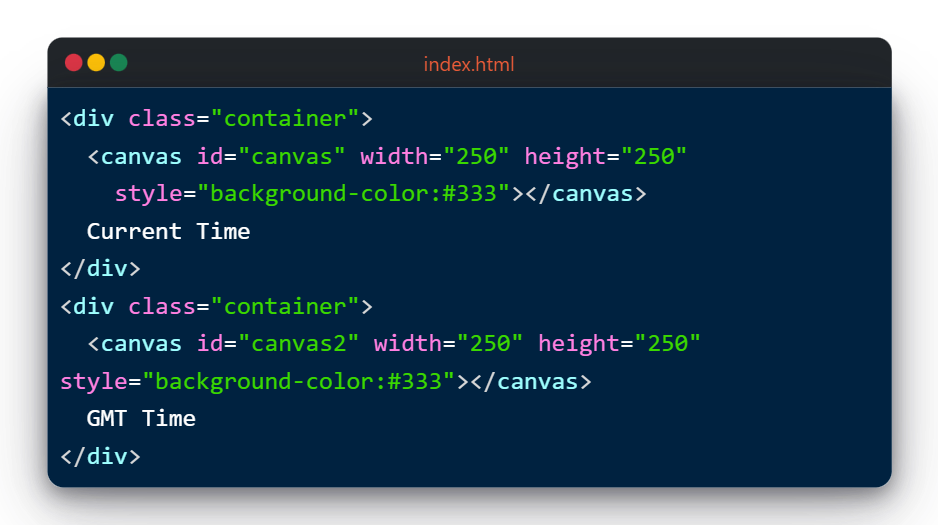 index.html
<div class="container">
  <canvas id="canvas" width="250" height="250"
    style="background-color:#333"></canvas>
  Current Time
</div>
<div class="container">
  <canvas id="canvas2" width="250" height="250"
style="background-color:#333"></canvas>
  GMT Time
</div>